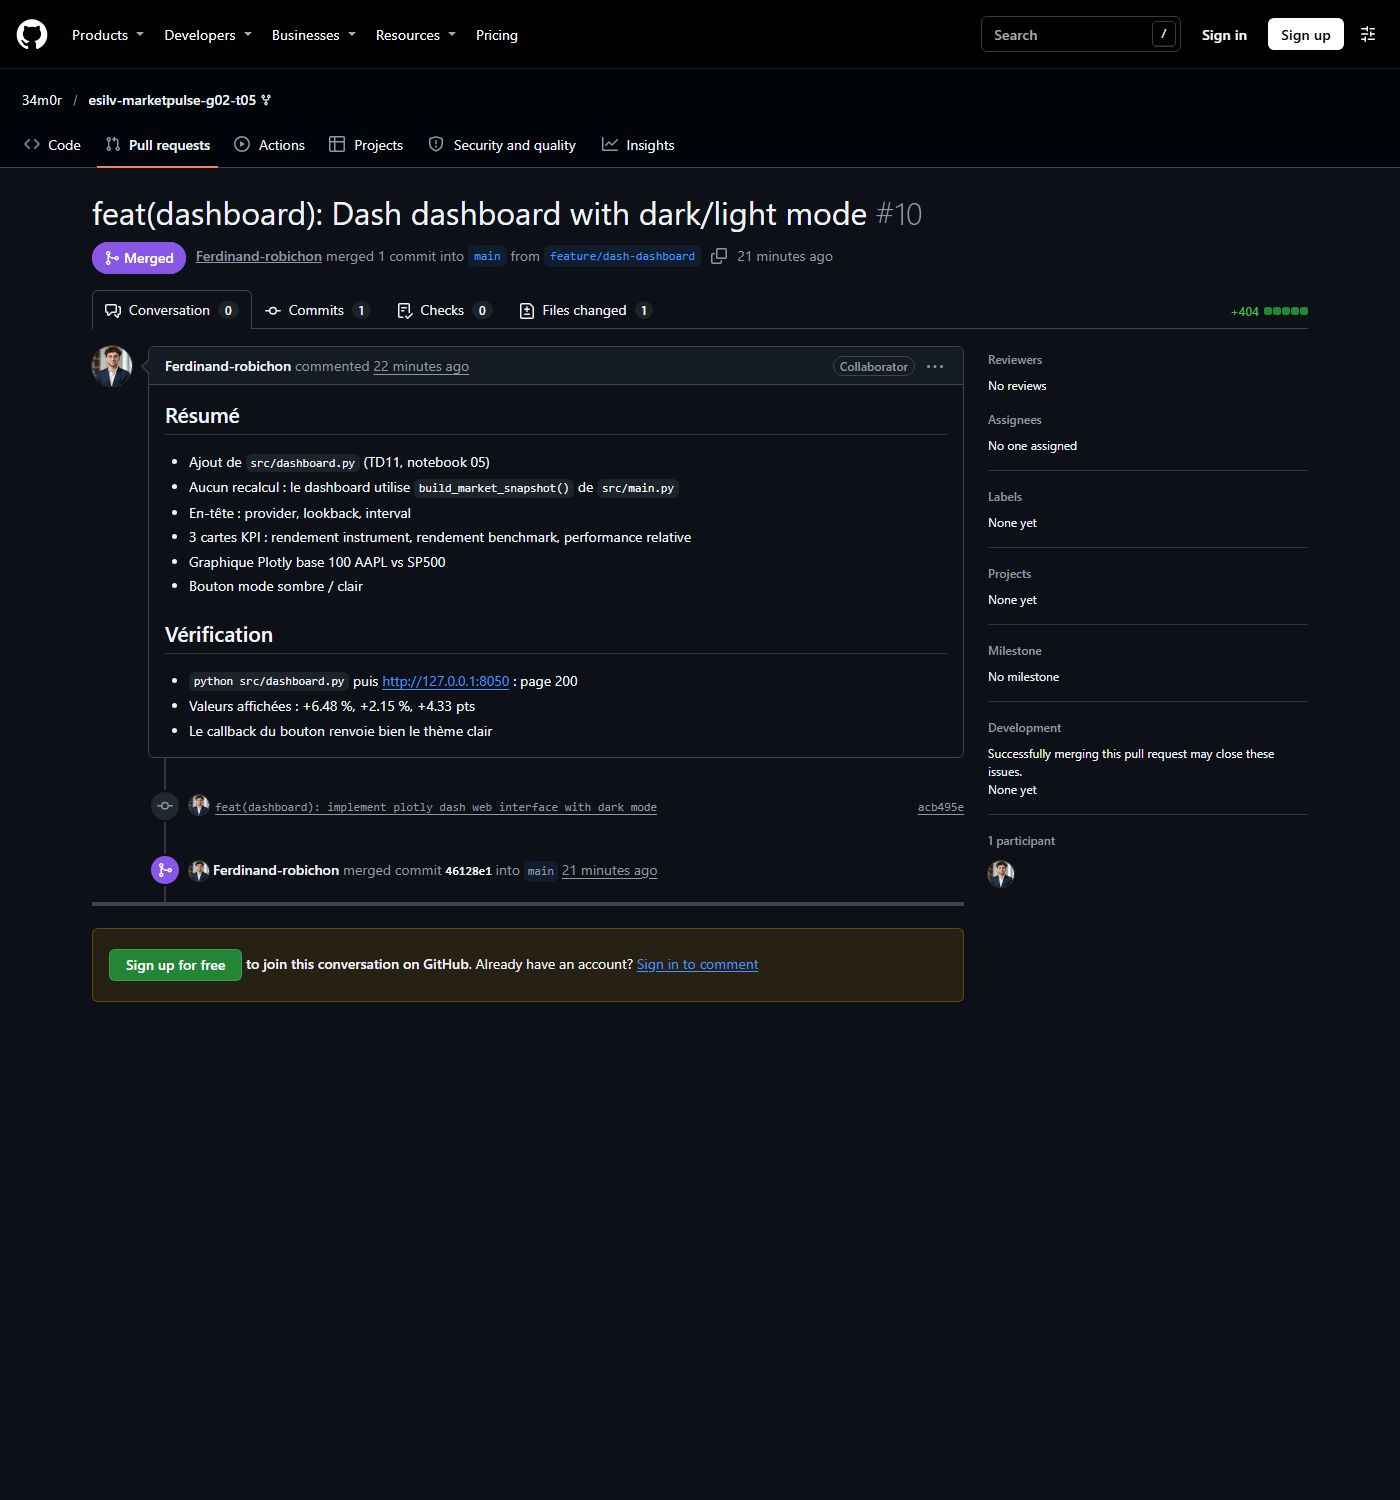 Products Developers Businesses Resources Pricing Search / Sign in Sign up
34m0r / esilv-marketpulse-g02-t05
Code Pull requests Actions Projects Security and quality Insights
feat(dashboard): Dash dashboard with dark/light mode #10
Merged Ferdinand-robichon merged 1 commit into main from feature/dash-dashboard 21 minutes ago
Conversation 0 Commits 1 Checks 0 Files changed 1 +404
Ferdinand-robichon commented 22 minutes ago Collaborator
Résumé
Ajout de src/dashboard.py (TD11, notebook 05)
Aucun recalcul : le dashboard utilise build_market_snapshot() de src/main.py
En-tête : provider, lookback, interval
3 cartes KPI : rendement instrument, rendement benchmark, performance relative
Graphique Plotly base 100 AAPL vs SP500
Bouton mode sombre / clair
Vérification
python src/dashboard.py puis http://127.0.0.1:8050 : page 200
Valeurs affichées : +6.48 %, +2.15 %, +4.33 pts
Le callback du bouton renvoie bien le thème clair
feat(dashboard): implement plotly dash web interface with dark mode acb495e
Ferdinand-robichon merged commit 46128e1 into main 21 minutes ago
Sign up for free to join this conversation on GitHub. Already have an account? Sign in to comment
Reviewers
No reviews
Assignees
No one assigned
Labels
None yet
Projects
None yet
Milestone
No milestone
Development
Successfully merging this pull request may close these
issues.
None yet
1 participant